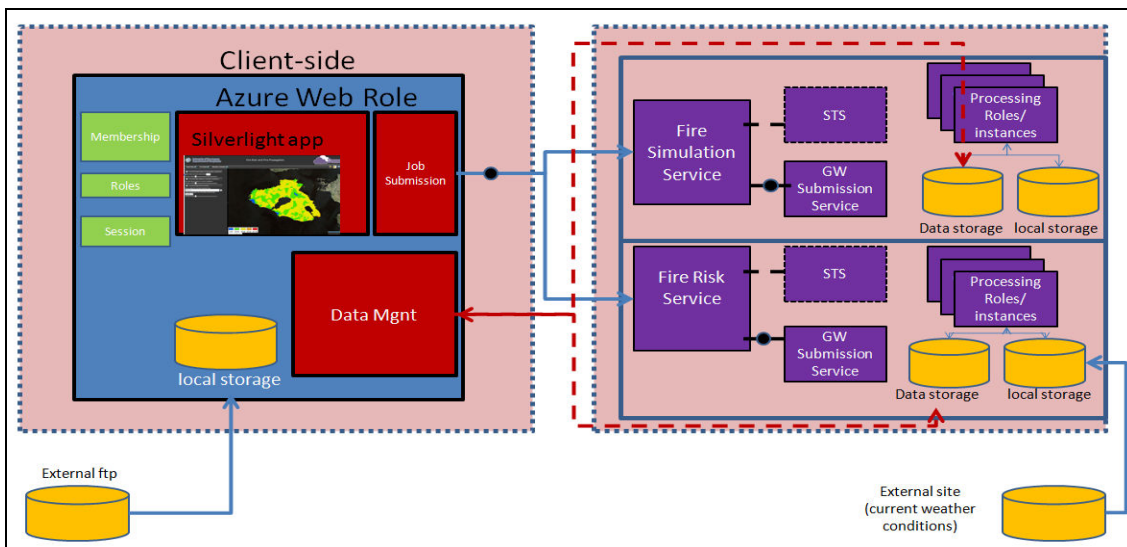 Client-side
Azure Web Role
Membership
Roles
Session
Silverlight app
Job
Submission
Data Mgnt
local storage
External ftp
Fire
Simulation
Service
STS
GW
Submission
Service
Processing
Roles/
instances
Data storage
local storage
Fire Risk
Service
STS
GW
Submission
Service
Processing
Roles/
instances
Data storage
local storage
External site
(current weather
conditions)